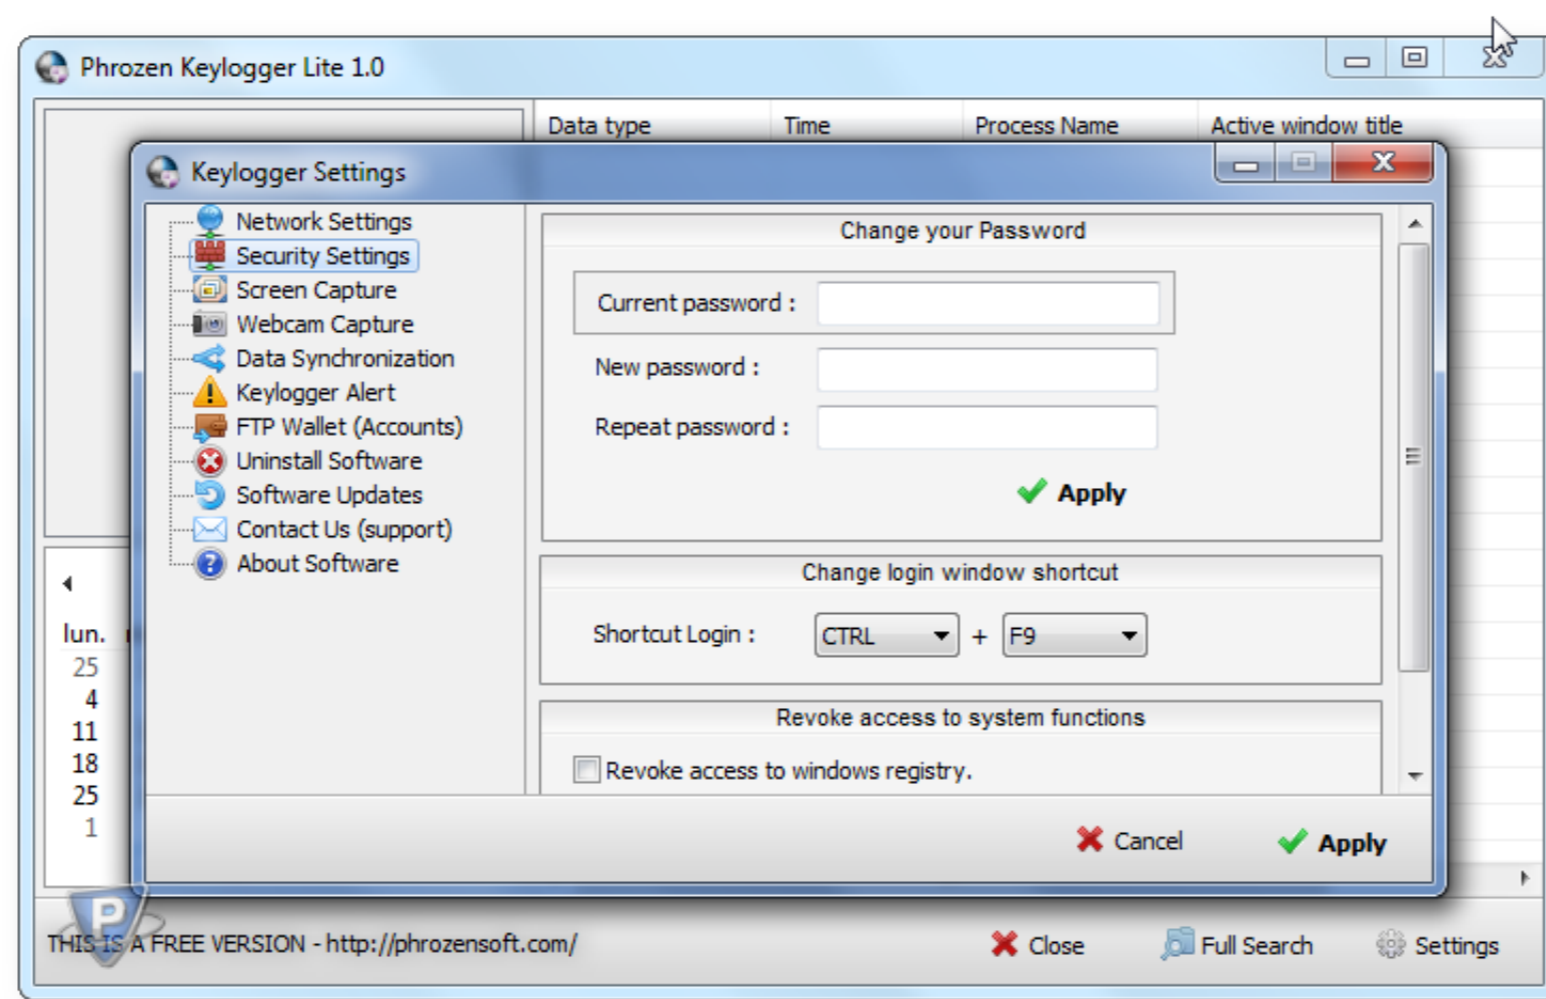 Phrozen Keylogger Lite 1.0
Data type Time Process Name Active window title
Keylogger Settings
Network Settings
Security Settings
Screen Capture
Webcam Capture
Data Synchronization
Keylogger Alert
FTP Wallet (Accounts)
Uninstall Software
Software Updates
Contact Us (support)
About Software
Change your Password
Current password :
New password :
Repeat password :
Apply
Change login window shortcut
Shortcut Login : CTRL + F9
Revoke access to system functions
Revoke access to windows registry.
Cancel Apply
lun.
25
4
11
18
25
1
THIS IS A FREE VERSION - http://phrozensoft.com/
Close Full Search Settings